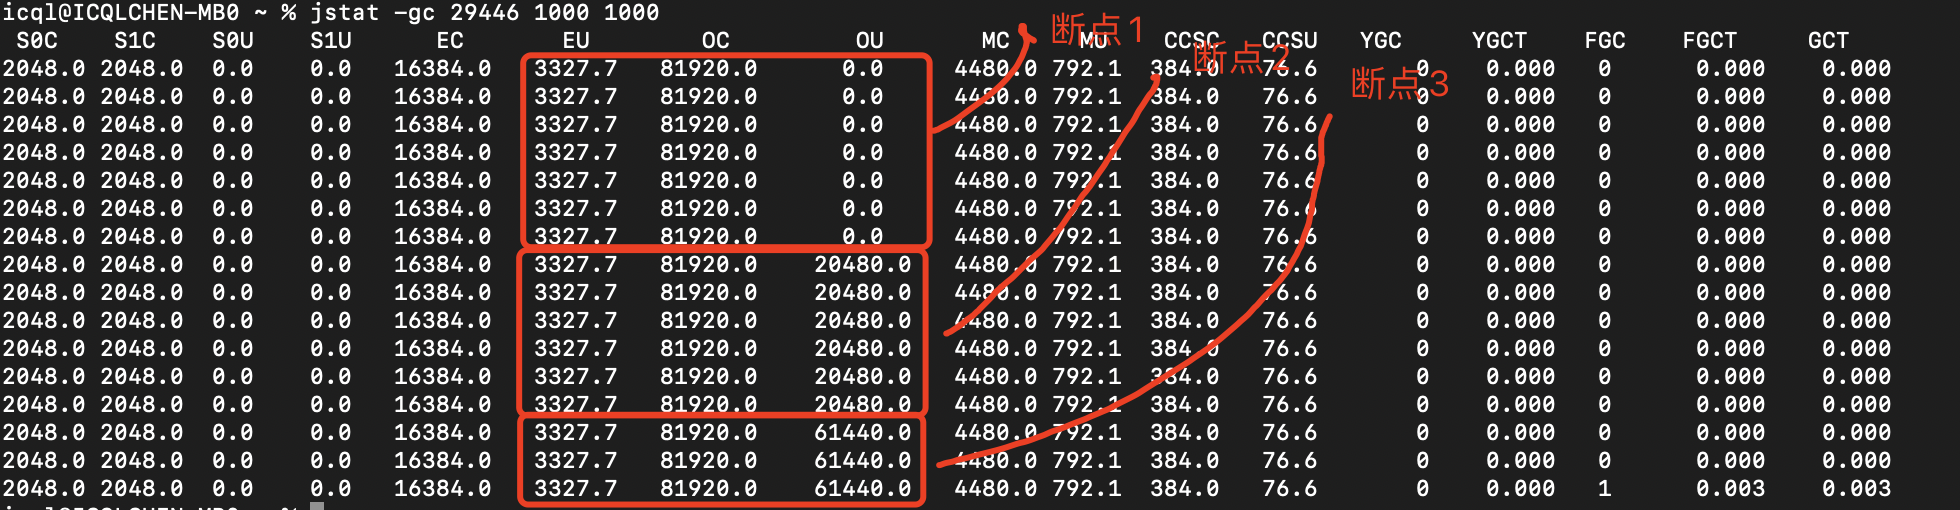 icql@ICQLCHEN-MB0 ~ % jstat -gc 29446 1000 1000
断点1
S0C S1C S0U S1U EC EU OC OU MC MU CCSC CCSU YGC YGCT FGC FGCT GCT
断点2
断点3
2048.0 2048.0 0.0 0.0 16384.0 3327.7 81920.0 0.0 4480.0 792.1 384.0 76.6 0 0.000 0 0.000 0.000
2048.0 2048.0 0.0 0.0 16384.0 3327.7 81920.0 0.0 4480.0 792.1 384.0 76.6 0 0.000 0 0.000 0.000
2048.0 2048.0 0.0 0.0 16384.0 3327.7 81920.0 0.0 4480.0 792.1 384.0 76.6 0 0.000 0 0.000 0.000
2048.0 2048.0 0.0 0.0 16384.0 3327.7 81920.0 0.0 4480.0 792.1 384.0 76.6 0 0.000 0 0.000 0.000
2048.0 2048.0 0.0 0.0 16384.0 3327.7 81920.0 0.0 4480.0 792.1 384.0 76.6 0 0.000 0 0.000 0.000
2048.0 2048.0 0.0 0.0 16384.0 3327.7 81920.0 0.0 4480.0 792.1 384.0 76.6 0 0.000 0 0.000 0.000
2048.0 2048.0 0.0 0.0 16384.0 3327.7 81920.0 0.0 4480.0 792.1 384.0 76.6 0 0.000 0 0.000 0.000
2048.0 2048.0 0.0 0.0 16384.0 3327.7 81920.0 20480.0 4480.0 792.1 384.0 76.6 0 0.000 0 0.000 0.000
2048.0 2048.0 0.0 0.0 16384.0 3327.7 81920.0 20480.0 4480.0 792.1 384.0 76.6 0 0.000 0 0.000 0.000
2048.0 2048.0 0.0 0.0 16384.0 3327.7 81920.0 20480.0 4480.0 792.1 384.0 76.6 0 0.000 0 0.000 0.000
2048.0 2048.0 0.0 0.0 16384.0 3327.7 81920.0 20480.0 4480.0 792.1 384.0 76.6 0 0.000 0 0.000 0.000
2048.0 2048.0 0.0 0.0 16384.0 3327.7 81920.0 20480.0 4480.0 792.1 384.0 76.6 0 0.000 0 0.000 0.000
2048.0 2048.0 0.0 0.0 16384.0 3327.7 81920.0 20480.0 4480.0 792.1 384.0 76.6 0 0.000 0 0.000 0.000
2048.0 2048.0 0.0 0.0 16384.0 3327.7 81920.0 61440.0 4480.0 792.1 384.0 76.6 0 0.000 0 0.000 0.000
2048.0 2048.0 0.0 0.0 16384.0 3327.7 81920.0 61440.0 4480.0 792.1 384.0 76.6 0 0.000 0 0.000 0.000
2048.0 2048.0 0.0 0.0 16384.0 3327.7 81920.0 61440.0 4480.0 792.1 384.0 76.6 0 0.000 1 0.003 0.003